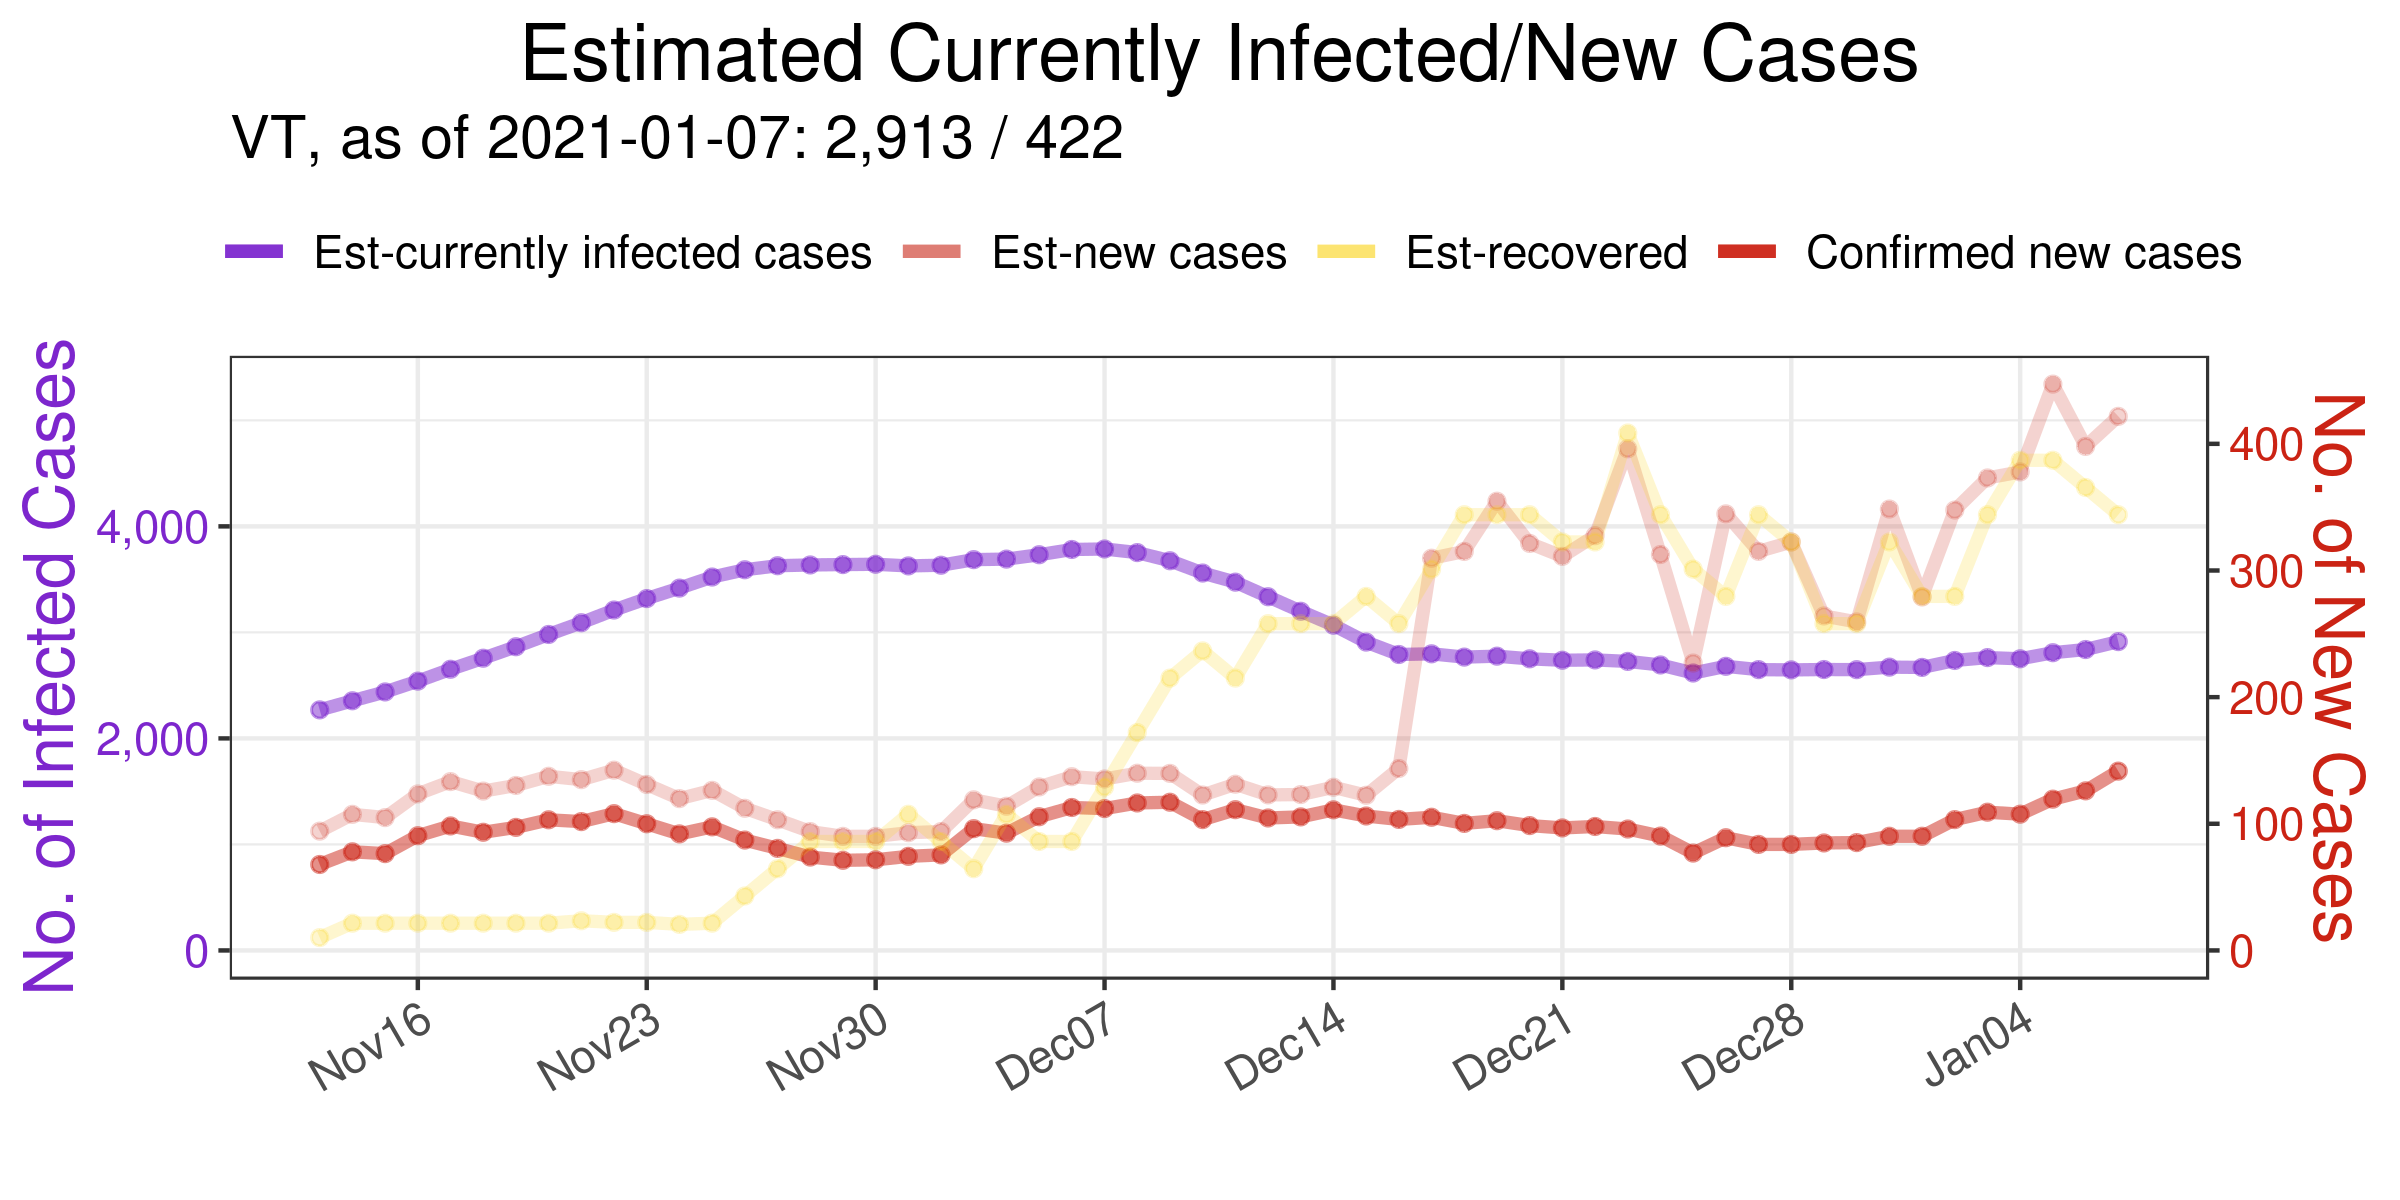 Estimated Currently Infected/New Cases
VT, as of 2021-01-07: 2,913 / 422
Est-currently infected cases Est-new cases Est-recovered Confirmed new cases
No. of Infected Cases
4,000
2,000
0
400
300
200
100
0
No. of New Cases
Nov16 Nov23 Nov30 Dec07 Dec14 Dec21 Dec28 Jan04